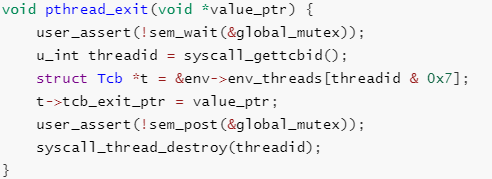 void pthread_exit(void *value_ptr) {
    user_assert(!sem_wait(&global_mutex));
    u_int threadid = syscall_gettcbid();
    struct Tcb *t = &env->env_threads[threadid & 0x7];
    t->tcb_exit_ptr = value_ptr;
    user_assert(!sem_post(&global_mutex));
    syscall_thread_destroy(threadid);
}